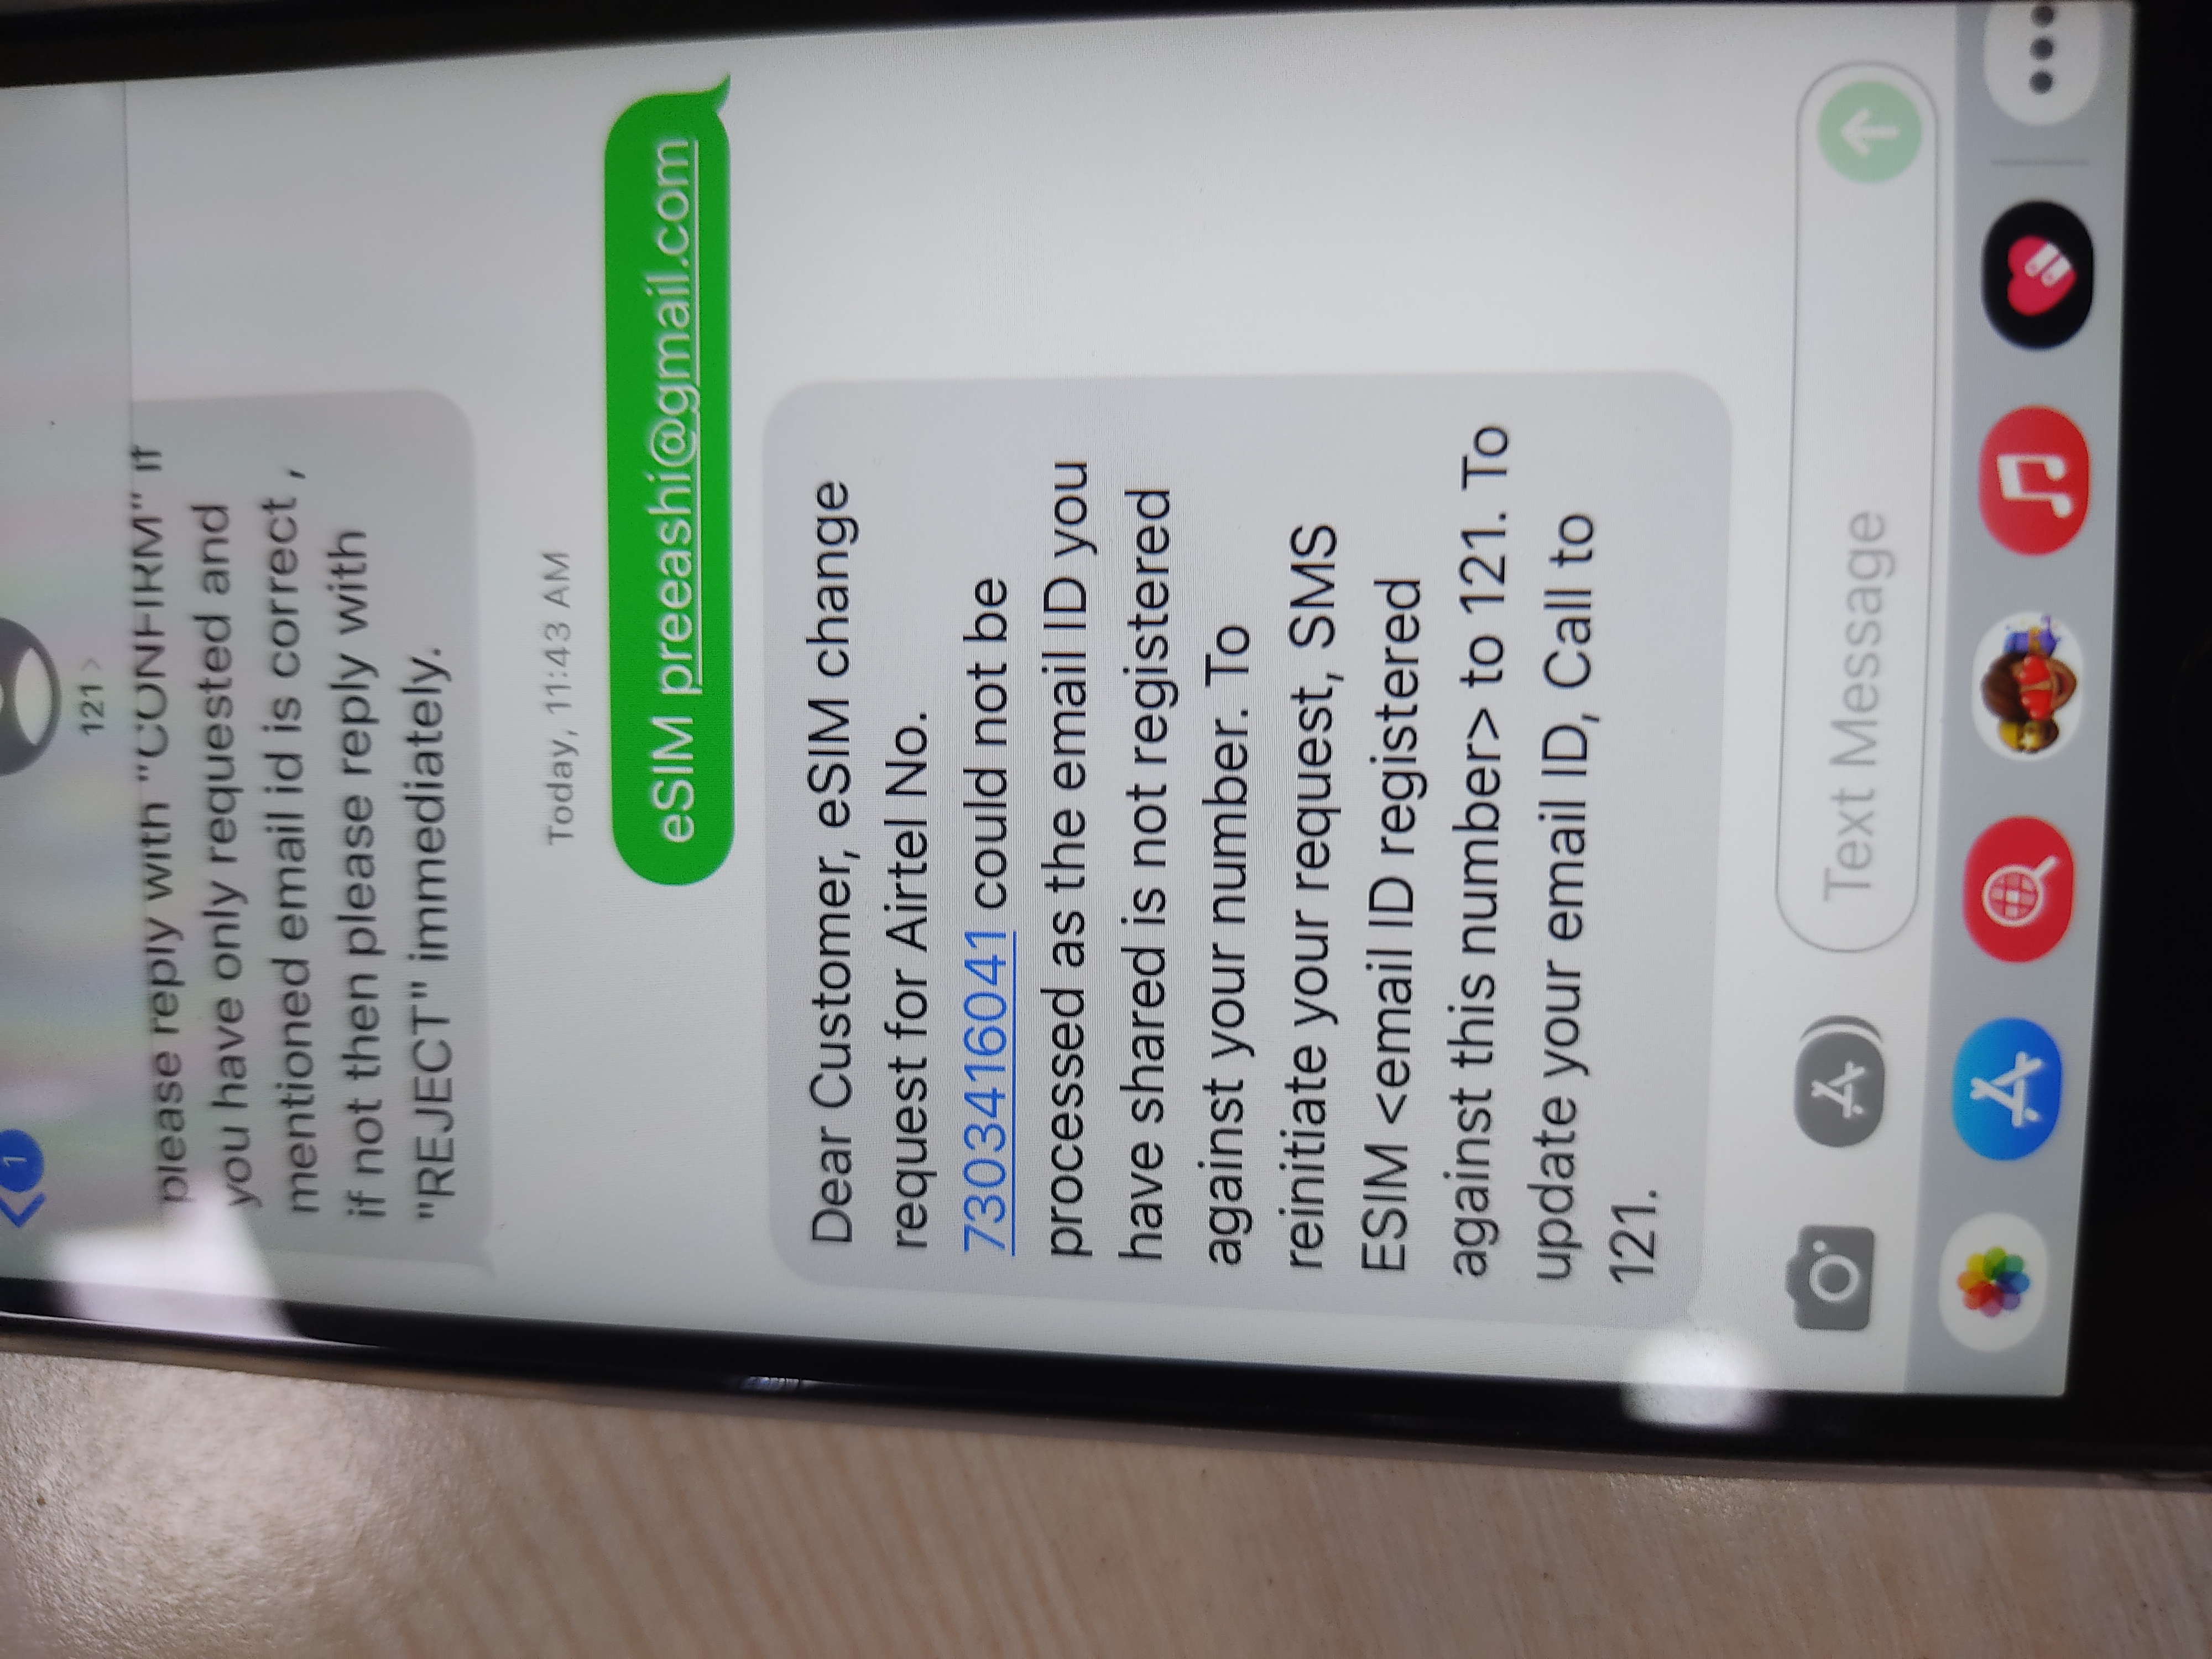 1
121 >
please reply with "CONFIRM" if
you have only requested and
mentioned email id is correct ,
if not then please reply with
"REJECT" immediately.
Today, 11:43 AM
eSIM preeashi@gmail.com
Dear Customer, eSIM change
request for Airtel No.
7303416041 could not be
processed as the email ID you
have shared is not registered
against your number. To
reinitiate your request, SMS
ESIM <email ID registered
against this number> to 121. To
update your email ID, Call to
121.
Text Message